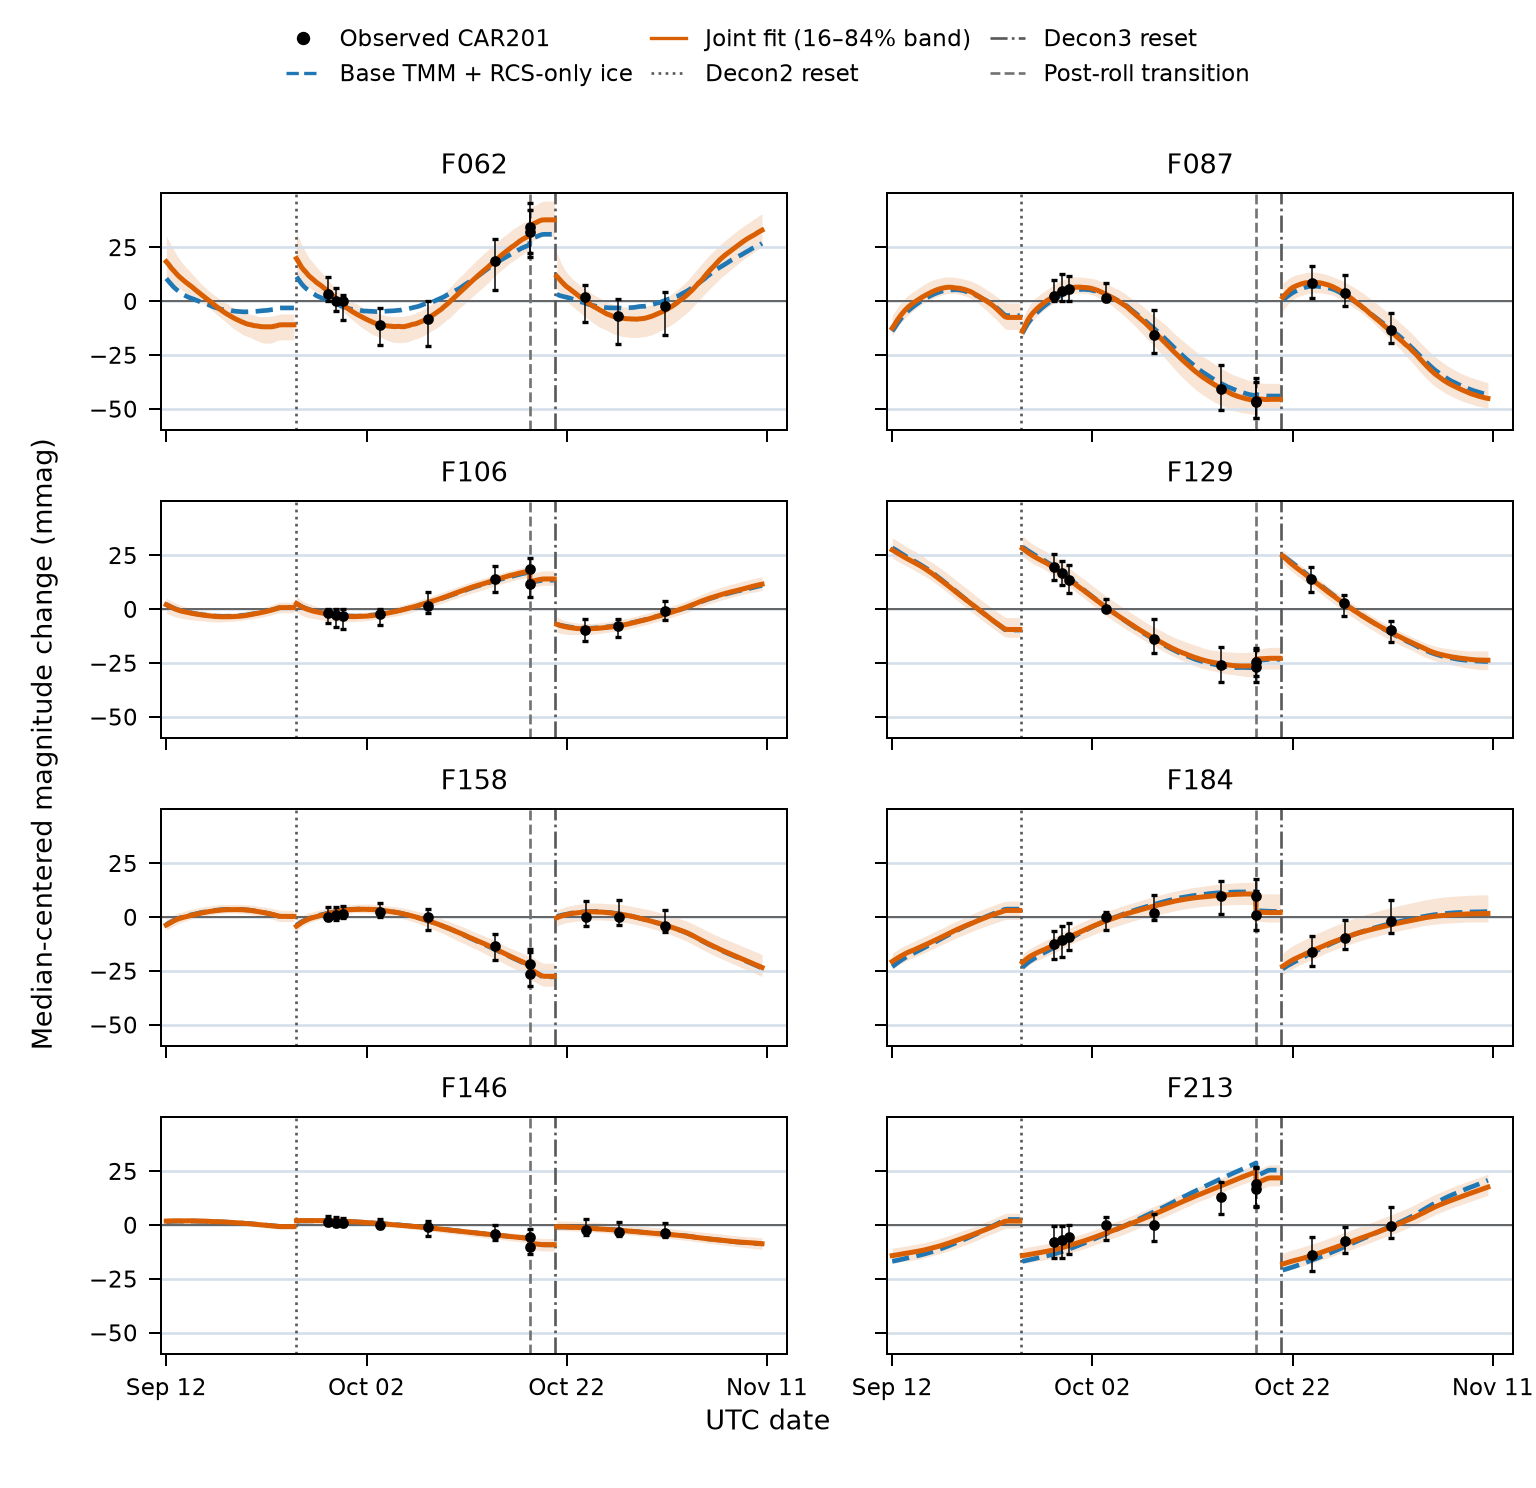 Observed CAR201
Base TMM + RCS-only ice
Joint fit (16–84% band)
Decon2 reset
Decon3 reset
Post-roll transition
F062
F087
25
0
−25
−50
F106
F129
25
0
−25
−50
F158
F184
25
0
−25
−50
F146
F213
25
0
−25
−50
Sep 12
Oct 02
Oct 22
Nov 11
Sep 12
Oct 02
Oct 22
Nov 11
UTC date
Median-centered magnitude change (mmag)